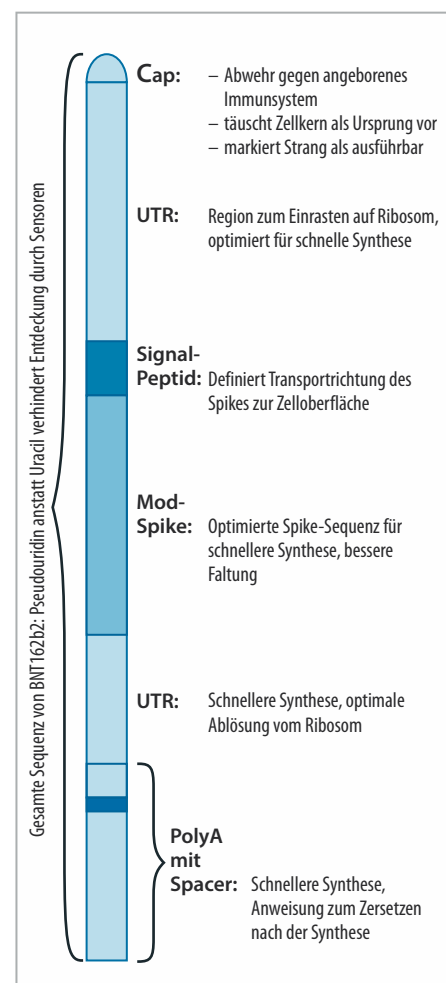 Gesamte Sequenz von BNT162b2: Pseudouridin anstatt Uracil verhindert Entdeckung durch Sensoren
Cap: – Abwehr gegen angeborenes
Immunsystem
– täuscht Zellkern als Ursprung vor
– markiert Strang als ausführbar
UTR: Region zum Einrasten auf Ribosom,
optimiert für schnelle Synthese
Signal-
Peptid: Definiert Transportrichtung des
Spikes zur Zelloberfläche
Mod-
Spike: Optimierte Spike-Sequenz für
schnellere Synthese, bessere
Faltung
UTR: Schnellere Synthese, optimale
Ablösung vom Ribosom
PolyA
mit
Spacer: Schnellere Synthese,
Anweisung zum Zersetzen
nach der Synthese